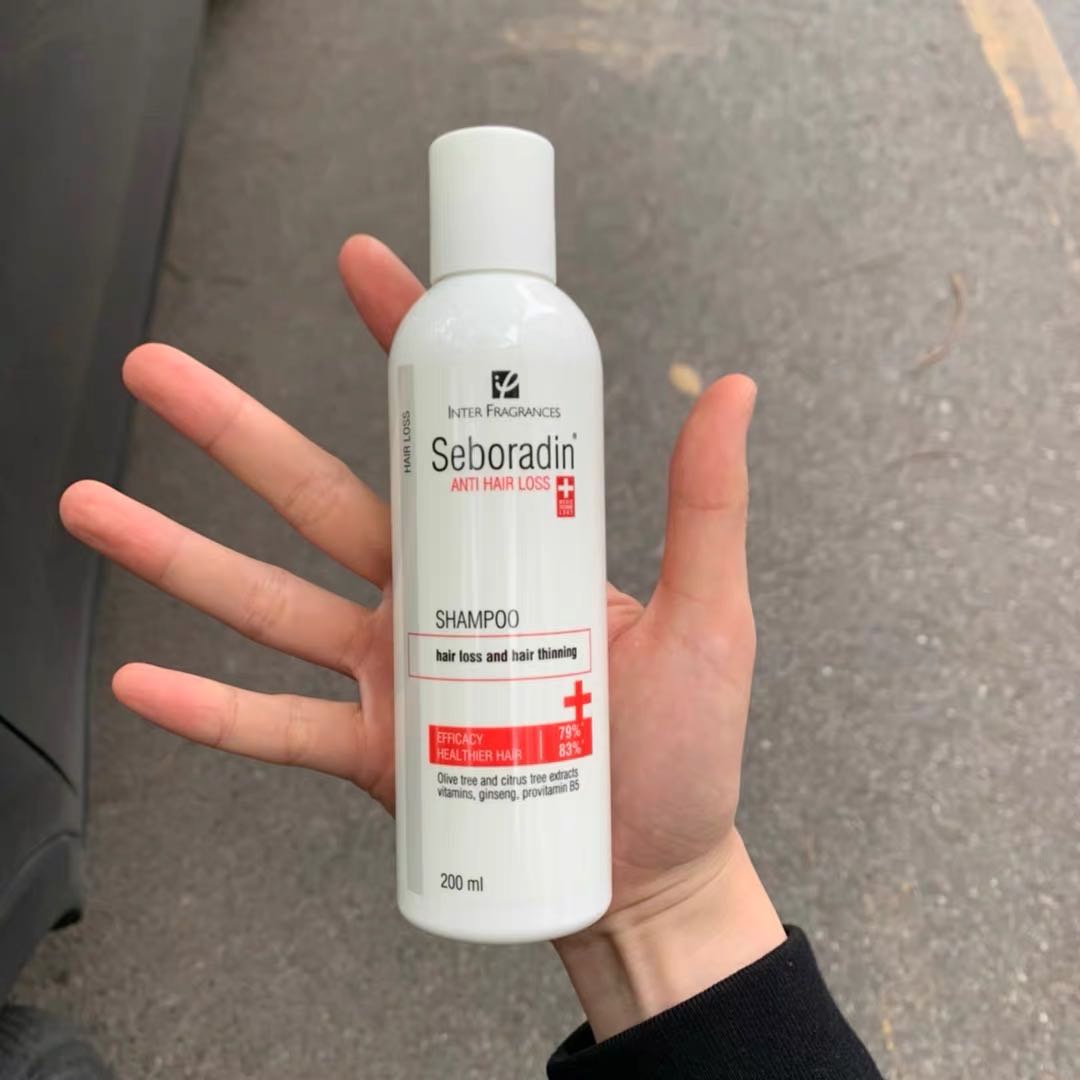 INTER FRAGRANCES
HAIR LOSS
Seboradin®
ANTI HAIR LOSS
SHAMPOO
hair loss and hair thinning
EFFICACY 79%*
HEALTHIER HAIR 83%*
Olive tree and citrus tree extracts
vitamins, ginseng, provitamin B5
200 ml